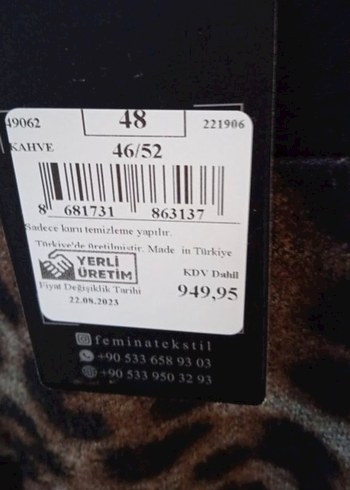 49062 48 221906
KAHVE 46/52
8 681731 863137
Sadece kuru temizleme yapılır.
Türkiye'de üretilmiştir. Made in Türkiye
YERLİ
ÜRETİM
KDV Dahil
Fiyat Değişiklik Tarihi 949,95
22.08.2023
feminatekstil
+90 533 658 93 03
+90 533 950 32 93